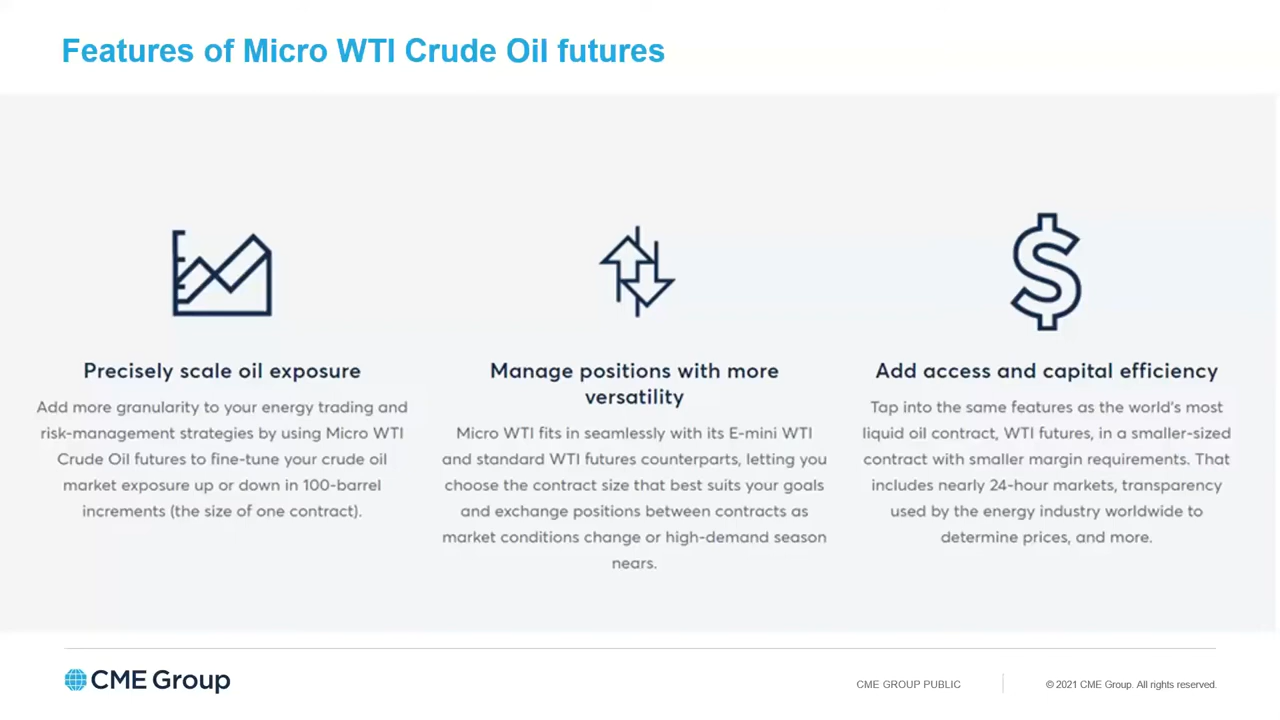 Features of Micro WTI Crude Oil futures
Precisely scale oil exposure
Add more granularity to your energy trading and
risk-management strategies by using Micro WTI
Crude Oil futures to fine-tune your crude oil
market exposure up or down in 100-barrel
increments (the size of one contract).
Manage positions with more
versatility
Micro WTI fits in seamlessly with its E-mini WTI
and standard WTI futures counterparts, letting you
choose the contract size that best suits your goals
and exchange positions between contracts as
market conditions change or high-demand season
nears.
Add access and capital efficiency
Tap into the same features as the world's most
liquid oil contract, WTI futures, in a smaller-sized
contract with smaller margin requirements. That
includes nearly 24-hour markets, transparency
used by the energy industry worldwide to
determine prices, and more.
CME Group
CME GROUP PUBLIC
© 2021 CME Group. All rights reserved.